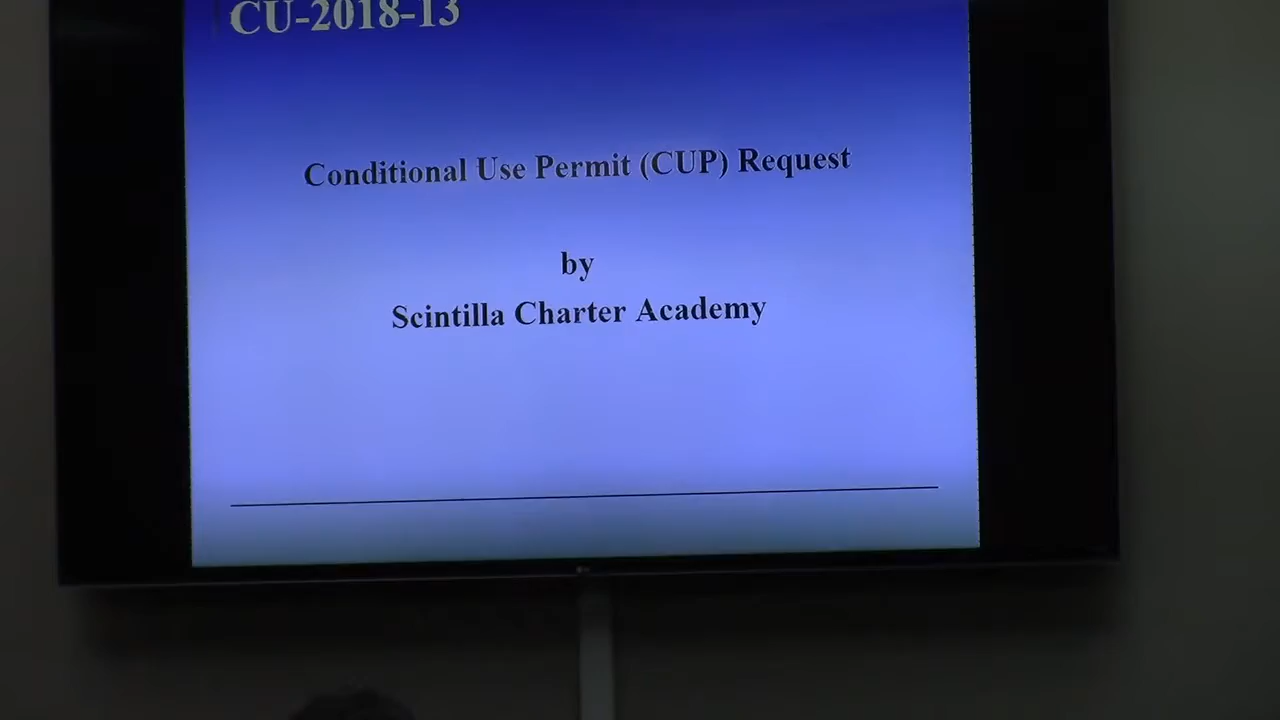 CU-2018-13
Conditional Use Permit (CUP) Request
by
Scintilla Charter Academy